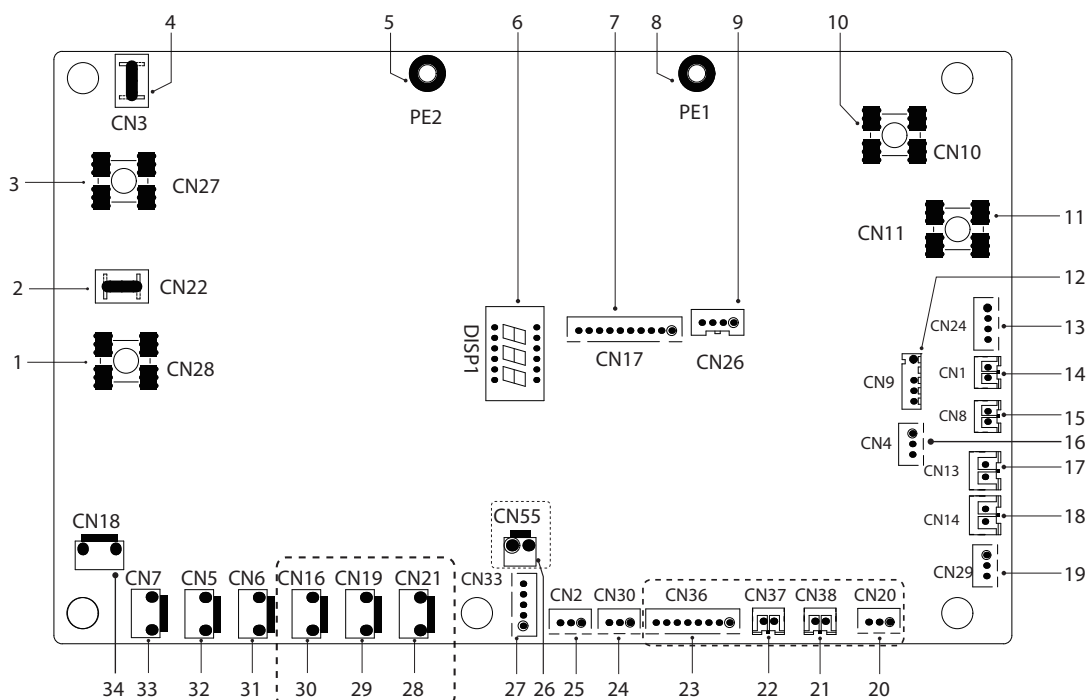 4 5 6 7 8 9 10
CN3
PE2
PE1
CN10
3
CN27
11
CN11
2
CN22
12
CN24
13
DISP1
CN17
CN26
1
CN28
CN9
CN1
14
CN8
15
CN4
16
CN13
17
CN14
18
CN18
CN55
CN29
19
CN7 CN5 CN6 CN16 CN19 CN21 CN33 CN2 CN30 CN36 CN37 CN38 CN20
34 33 32 31 30 29 28 27 26 25 24 23 22 21 20